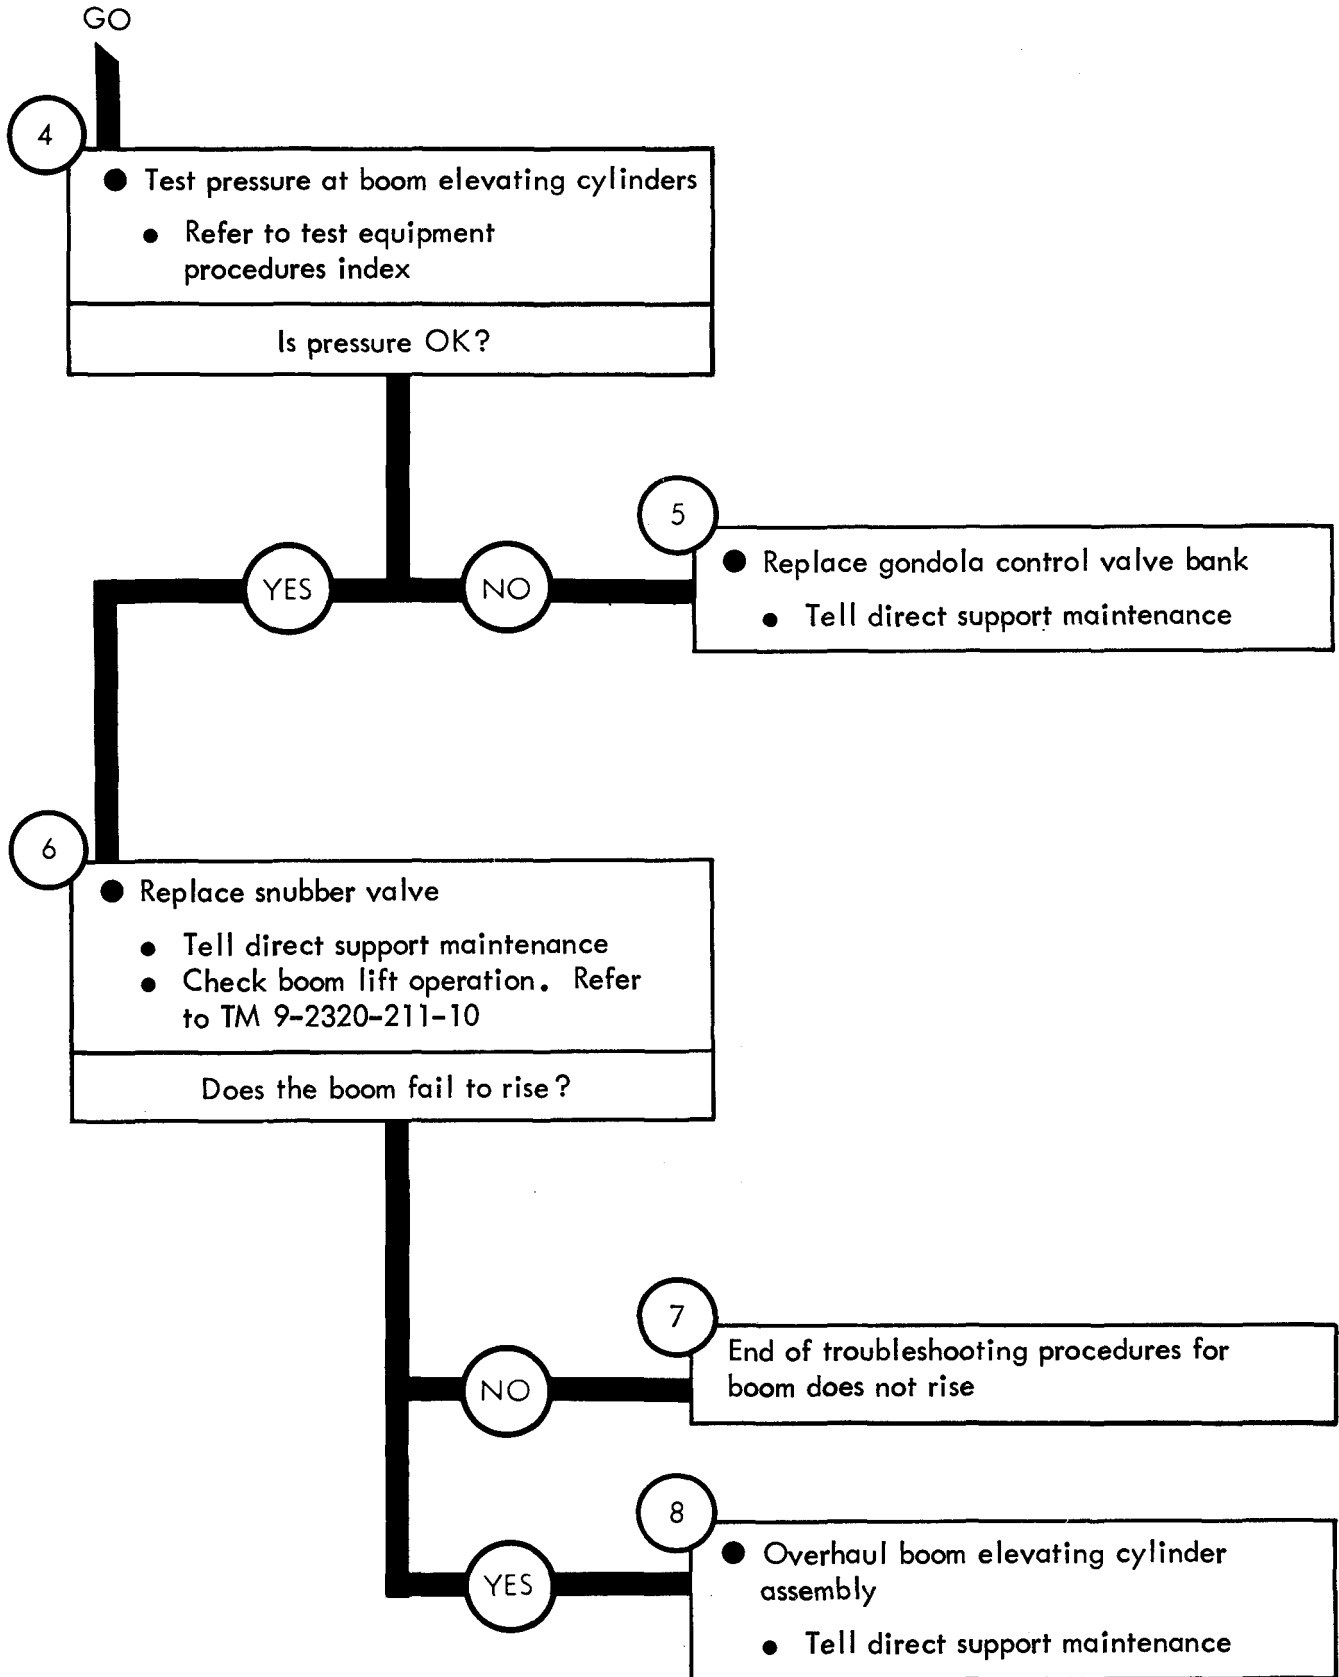 GO
4
● Test pressure at boom elevating cylinders
● Refer to test equipment
procedures index
Is pressure OK?
YES
NO
5
● Replace gondola control valve bank
● Tell direct support maintenance
6
● Replace snubber valve
● Tell direct support maintenance
● Check boom lift operation. Refer
to TM 9-2320-211-10
Does the boom fail to rise?
NO
7
End of troubleshooting procedures for
boom does not rise
YES
8
● Overhaul boom elevating cylinder
assembly
● Tell direct support maintenance